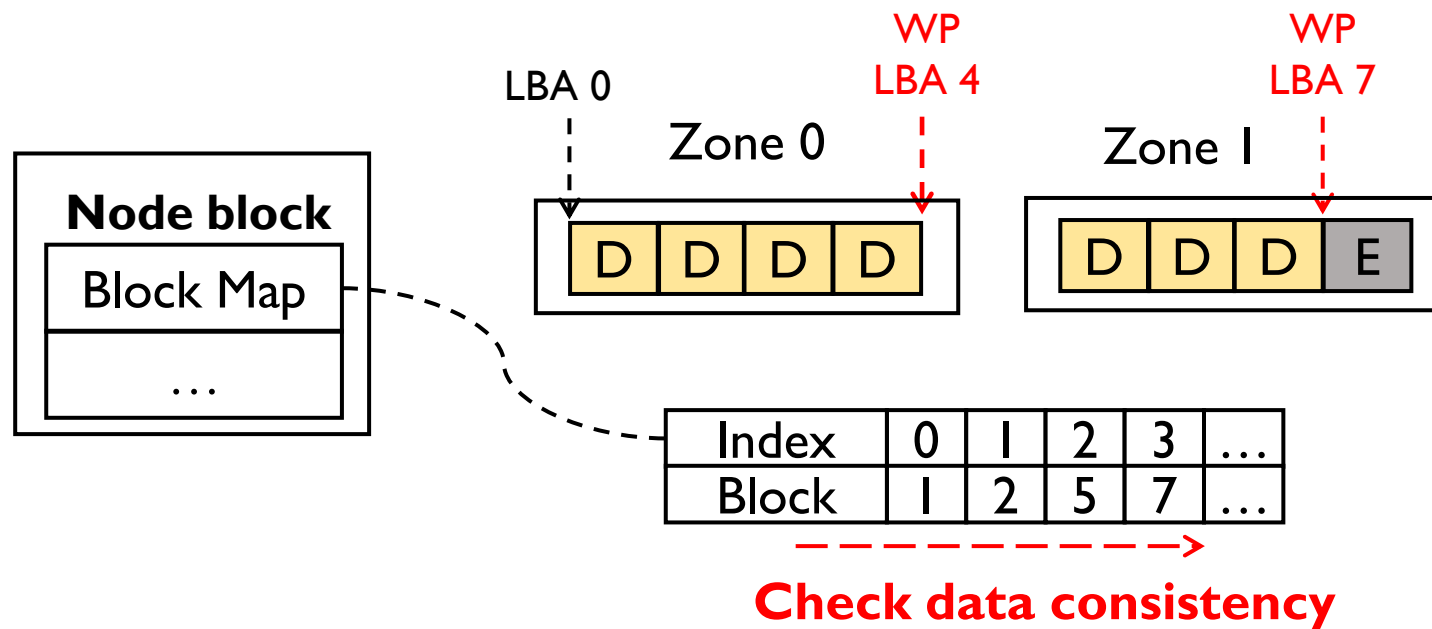 WP WP
LBA 0 LBA 4 LBA 7
Zone 0 Zone 1
Node block
Block Map
...
D D D D D D D E
Index 0 1 2 3 ...
Block 1 2 5 7 ...
Check data consistency